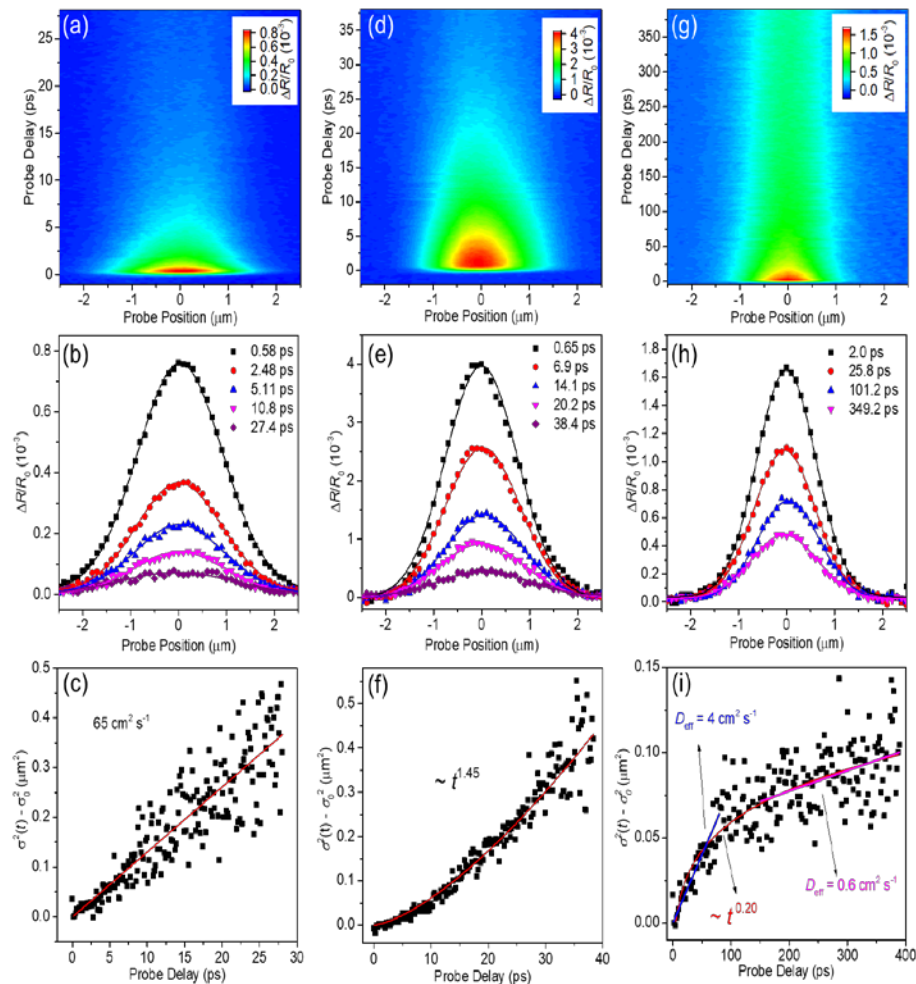 (a)
0.8
0.6
0.4
0.2
0.0
ΔR/R₀ (10⁻³)
25
20
15
10
5
0
Probe Delay (ps)
-2 -1 0 1 2
Probe Position (μm)
(d)
4
3
2
1
0
ΔR/R₀ (10⁻³)
35
30
25
20
15
10
5
0
Probe Delay (ps)
-2 -1 0 1 2
Probe Position (μm)
(g)
1.5
1.0
0.5
0.0
ΔR/R₀ (10⁻³)
350
300
250
200
150
100
50
0
Probe Delay (ps)
-2 -1 0 1 2
Probe Position (μm)
(b)
0.58 ps
2.48 ps
5.11 ps
10.8 ps
27.4 ps
0.8
0.6
0.4
0.2
0.0
ΔR/R₀ (10⁻³)
-2 -1 0 1 2
Probe Position (μm)
(e)
0.65 ps
6.9 ps
14.1 ps
20.2 ps
38.4 ps
4
3
2
1
0
ΔR/R₀ (10⁻³)
-2 -1 0 1 2
Probe Position (μm)
(h)
2.0 ps
25.8 ps
101.2 ps
349.2 ps
1.8
1.6
1.4
1.2
1.0
0.8
0.6
0.4
0.2
0.0
ΔR/R₀ (10⁻³)
-2 -1 0 1 2
Probe Position (μm)
(c)
65 cm² s⁻¹
0.5
0.4
0.3
0.2
0.1
0.0
σ²(t) - σ₀² (μm²)
0 5 10 15 20 25 30
Probe Delay (ps)
(f)
~ t¹·⁴⁵
0.5
0.4
0.3
0.2
0.1
0.0
σ²(t) - σ₀² (μm²)
0 10 20 30 40
Probe Delay (ps)
(i)
D_eff = 4 cm² s⁻¹
D_eff = 0.6 cm² s⁻¹
~ t⁰·²⁰
0.15
0.10
0.05
0.00
σ²(t) - σ₀² (μm²)
0 100 200 300 400
Probe Delay (ps)